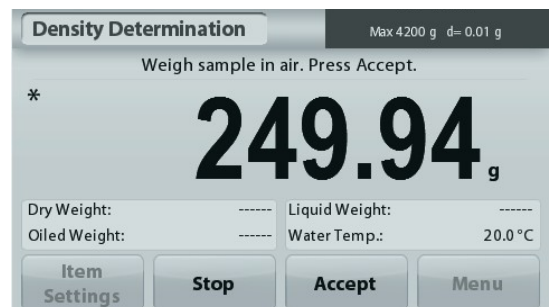 Density Determination
Max 4200 g d= 0.01 g
Weigh sample in air. Press Accept.
*
249.94 g
Dry Weight: ------ Liquid Weight: ------
Oiled Weight: ------ Water Temp.: 20.0 °C
Item Settings
Stop
Accept
Menu